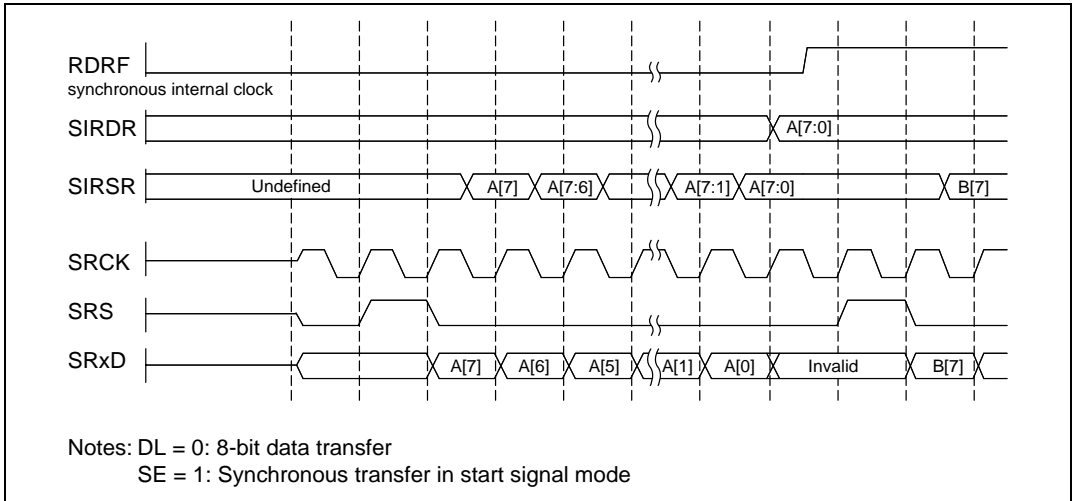 RDRF
synchronous internal clock
SIRDR
A[7:0]
SIRSR
Undefined
A[7]
A[7:6]
A[7:1]
A[7:0]
B[7]
SRCK
SRS
SRxD
A[7]
A[6]
A[5]
A[1]
A[0]
Invalid
B[7]
Notes: DL = 0: 8-bit data transfer
SE = 1: Synchronous transfer in start signal mode